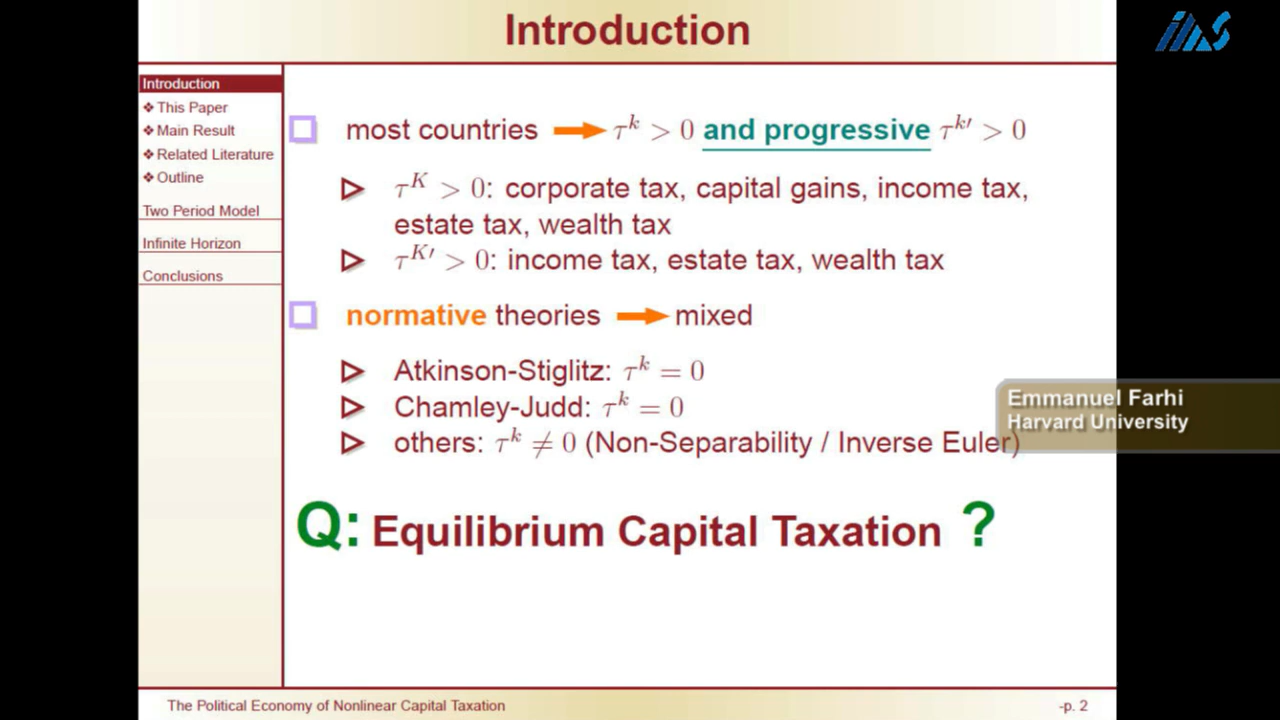 Introduction
Introduction
❖ This Paper
❖ Main Result
❖ Related Literature
❖ Outline
Two Period Model
Infinite Horizon
Conclusions
most countries → τ^k > 0 and progressive τ^k′ > 0
τ^K > 0: corporate tax, capital gains, income tax,
estate tax, wealth tax
τ^K′ > 0: income tax, estate tax, wealth tax
normative theories → mixed
Atkinson-Stiglitz: τ^k = 0
Chamley-Judd: τ^k = 0
others: τ^k ≠ 0 (Non-Separability / Inverse Euler)
Q: Equilibrium Capital Taxation ?
Emmanuel Farhi
Harvard University
The Political Economy of Nonlinear Capital Taxation
-p. 2